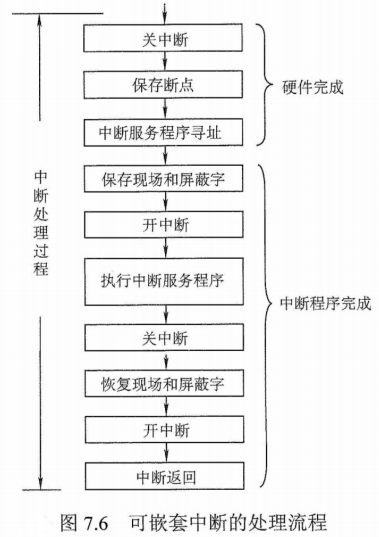 关中断
保存断点
硬件完成
中断服务程序寻址
中断处理过程
保存现场和屏蔽字
开中断
执行中断服务程序
中断程序完成
关中断
恢复现场和屏蔽字
开中断
中断返回
图 7.6 可嵌套中断的处理流程